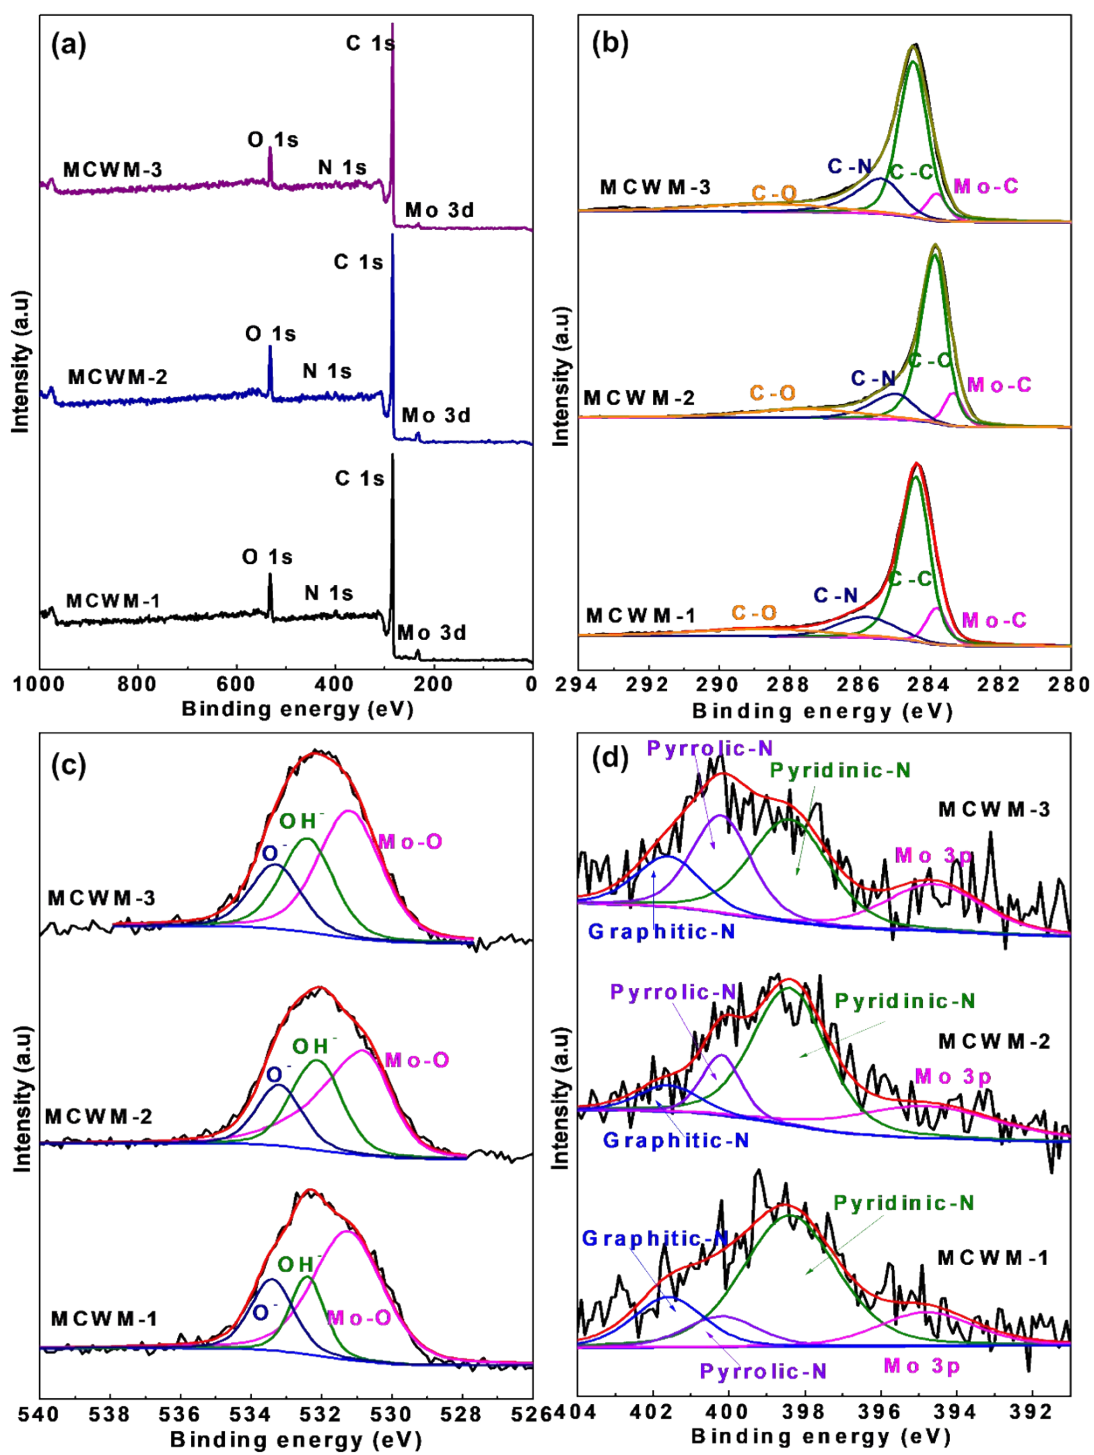 (a)
C 1s
O 1s
MCWM-3
N 1s
Mo 3d
C 1s
O 1s
MCWM-2
N 1s
Mo 3d
C 1s
O 1s
MCWM-1
N 1s
Mo 3d
Intensity (a.u)
1000 800 600 400 200 0
Binding energy (eV)
(b)
C-N
C-C
MCWM-3
C-O
Mo-C
C-C
C-N
MCWM-2
C-O
Mo-C
C-C
C-N
MCWM-1
C-O
Mo-C
Intensity (a.u)
294 292 290 288 286 284 282 280
Binding energy (eV)
(c)
OH⁻
Mo-O
O⁻
MCWM-3
OH⁻
Mo-O
O⁻
MCWM-2
OH⁻
O⁻
Mo-O
MCWM-1
Intensity (a.u)
540 538 536 534 532 530 528 526
Binding energy (eV)
(d)
Pyrrolic-N
Pyridinic-N
MCWM-3
Mo 3p
Graphitic-N
Pyrrolic-N
Pyridinic-N
MCWM-2
Mo 3p
Graphitic-N
Pyridinic-N
Graphitic-N
MCWM-1
Pyrrolic-N
Mo 3p
Intensity (a.u)
404 402 400 398 396 394 392
Binding energy (eV)